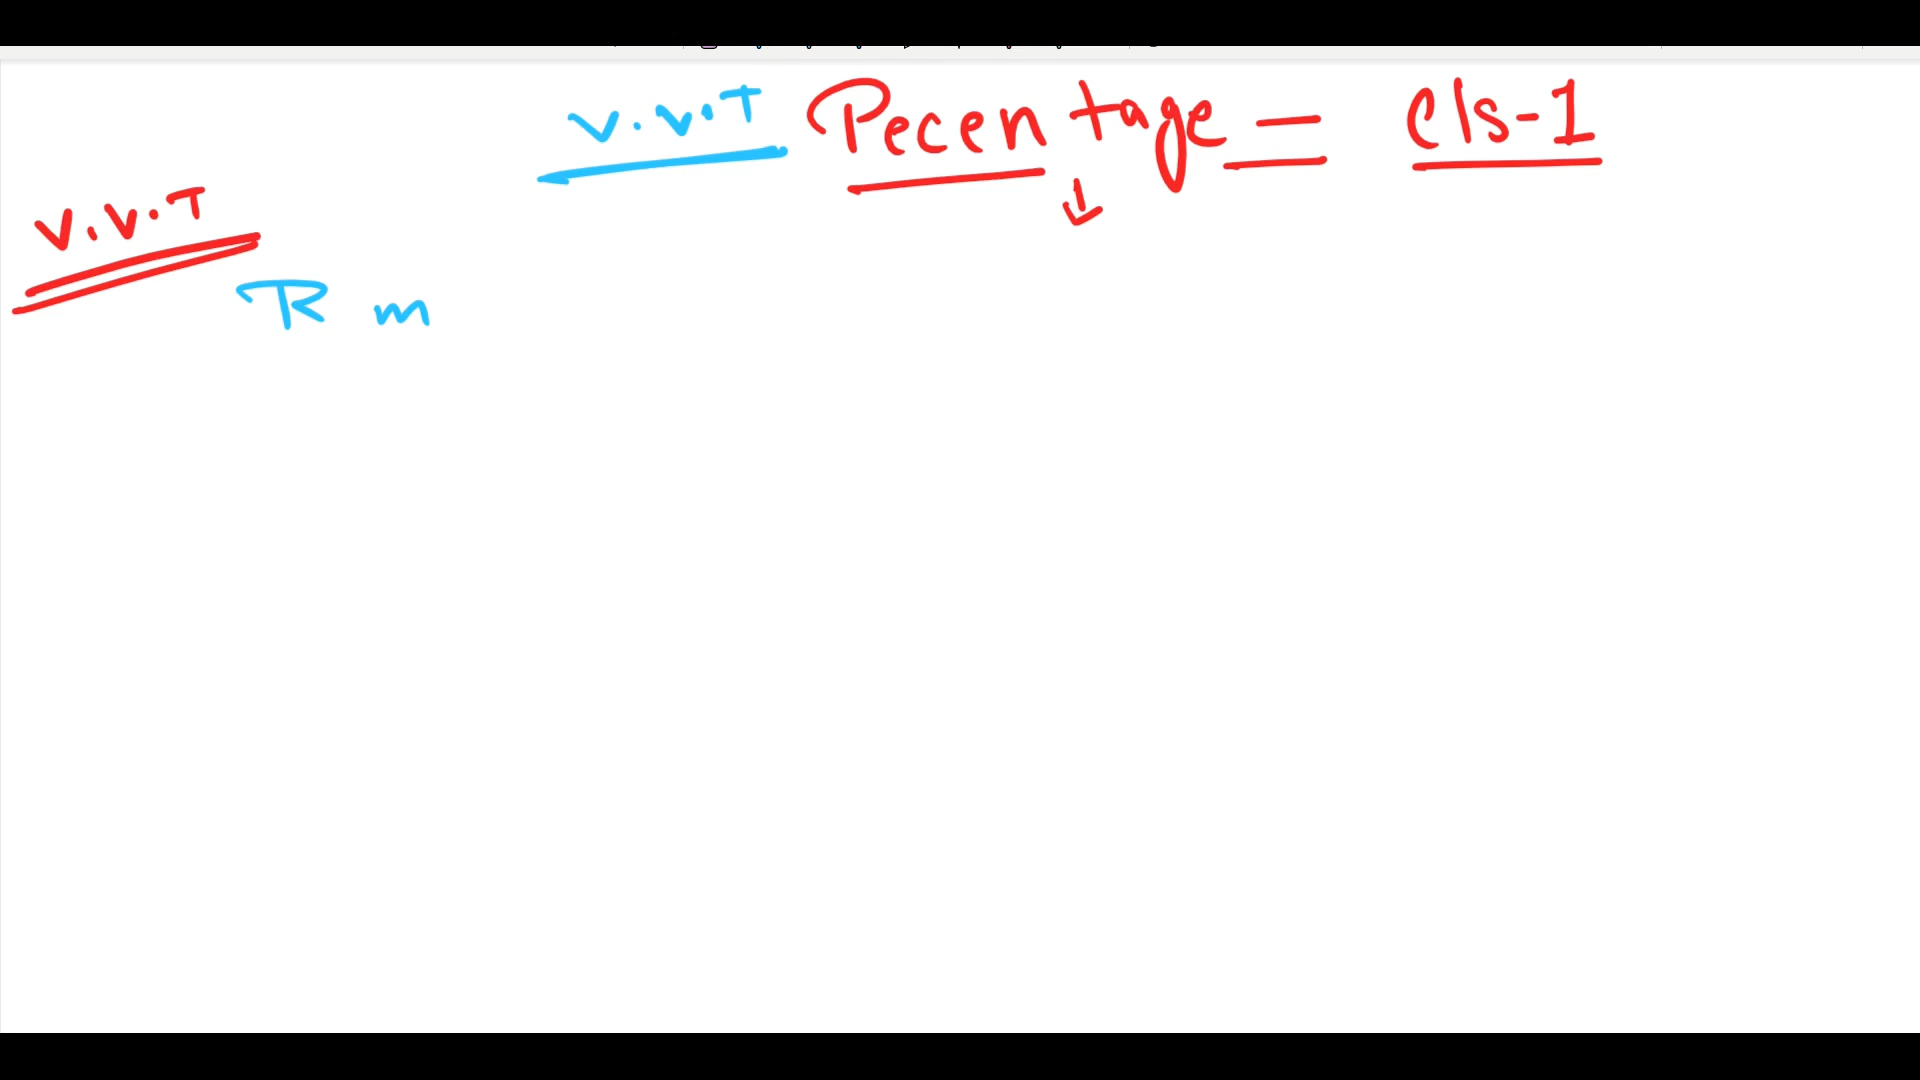 V.V.T Pecentage = cls-1
V.V.T
R m